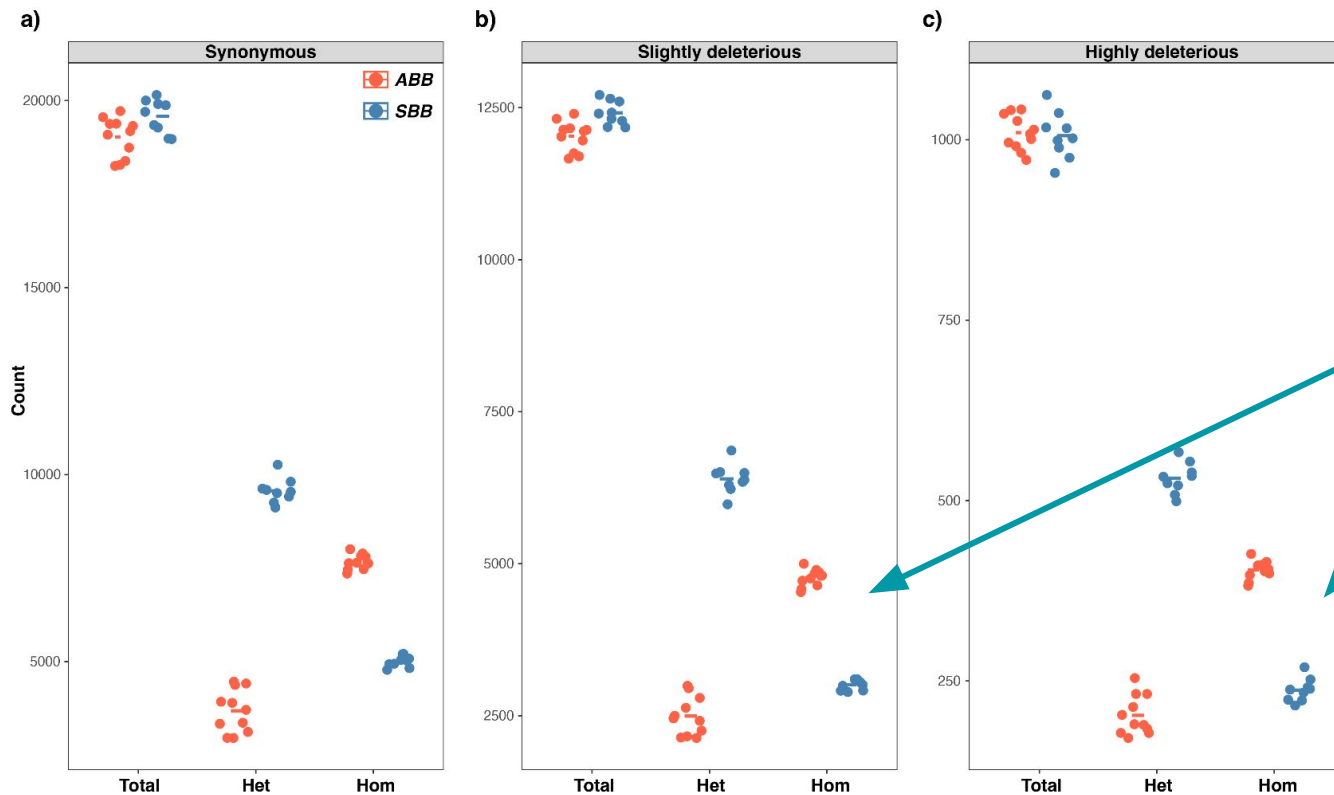 a)
Synonymous
ABB
SBB
20000
15000
10000
5000
Count
Total Het Hom
b)
Slightly deleterious
12500
10000
7500
5000
2500
Total Het Hom
c)
Highly deleterious
1000
750
500
250
Total Het Hom